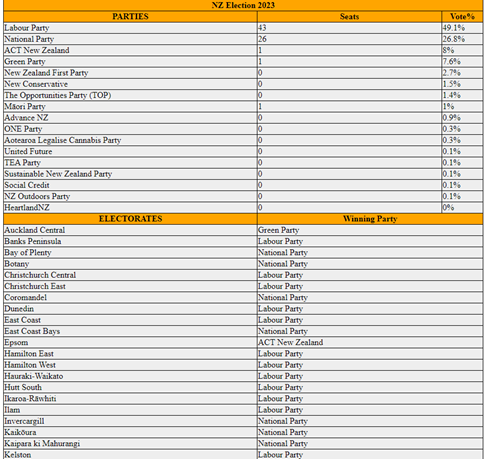 NZ Election 2023
PARTIES Seats Vote%
Labour Party 43 49.1%
National Party 26 26.8%
ACT New Zealand 1 8%
Green Party 1 7.6%
New Zealand First Party 0 2.7%
New Conservative 0 1.5%
The Opportunities Party (TOP) 0 1.4%
Māori Party 1 1%
Advance NZ 0 0.9%
ONE Party 0 0.3%
Aotearoa Legalise Cannabis Party 0 0.3%
United Future 0 0.1%
TEA Party 0 0.1%
Sustainable New Zealand Party 0 0.1%
Social Credit 0 0.1%
NZ Outdoors Party 0 0.1%
HeartlandNZ 0 0%
ELECTORATES Winning Party
Auckland Central Green Party
Banks Peninsula Labour Party
Bay of Plenty National Party
Botany National Party
Christchurch Central Labour Party
Christchurch East Labour Party
Coromandel National Party
Dunedin Labour Party
East Coast Labour Party
East Coast Bays National Party
Epsom ACT New Zealand
Hamilton East Labour Party
Hamilton West Labour Party
Hauraki-Waikato Labour Party
Hutt South Labour Party
Ikaroa-Rāwhiti Labour Party
Ilam Labour Party
Invercargill National Party
Kaikōura National Party
Kaipara ki Mahurangi National Party
Kelston Labour Party